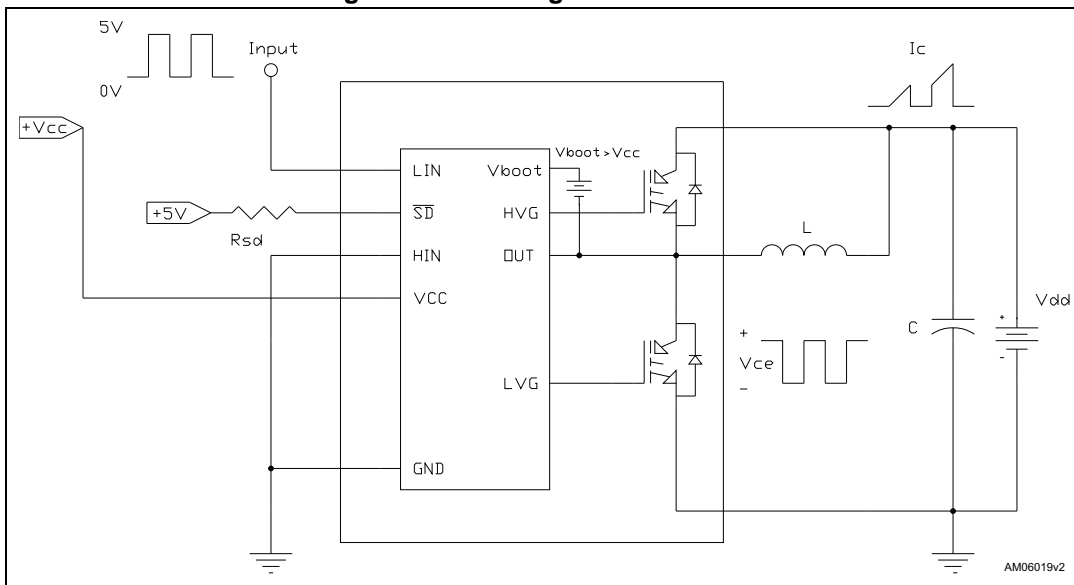 5V
Input
Ic
0V
+Vcc
Vboot>Vcc
LIN
Vboot
+5V
SD
HVG
Rsd
L
HIN
OUT
VCC
Vdd
C
+
+
Vce
-
-
LVG
GND
AM06019v2